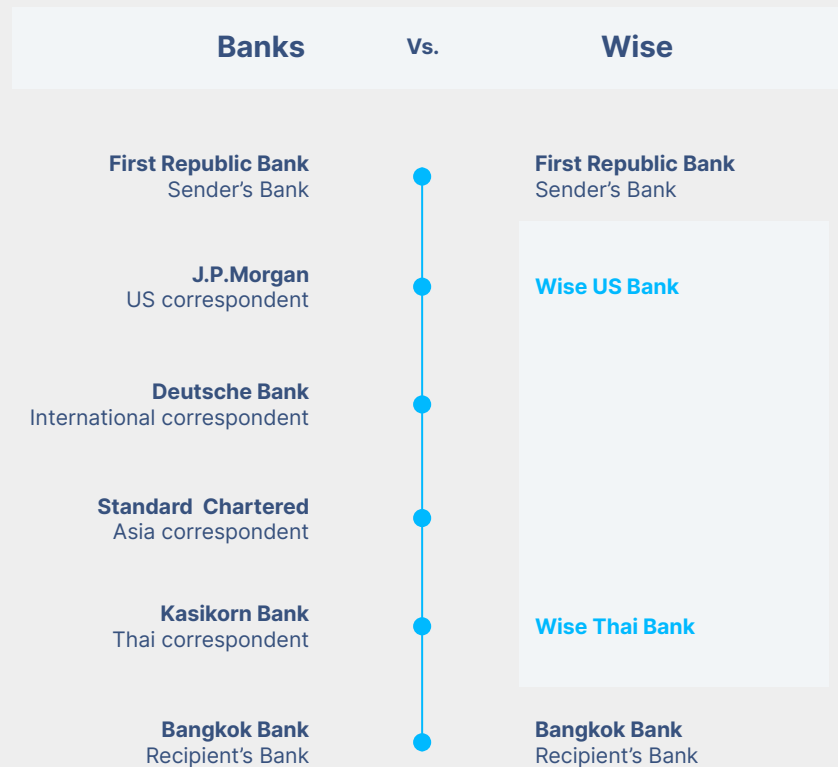 Banks Vs. Wise
First Republic Bank First Republic Bank
Sender’s Bank Sender’s Bank
J.P.Morgan Wise US Bank
US correspondent
Deutsche Bank
International correspondent
Standard Chartered
Asia correspondent
Kasikorn Bank Wise Thai Bank
Thai correspondent
Bangkok Bank Bangkok Bank
Recipient’s Bank Recipient’s Bank